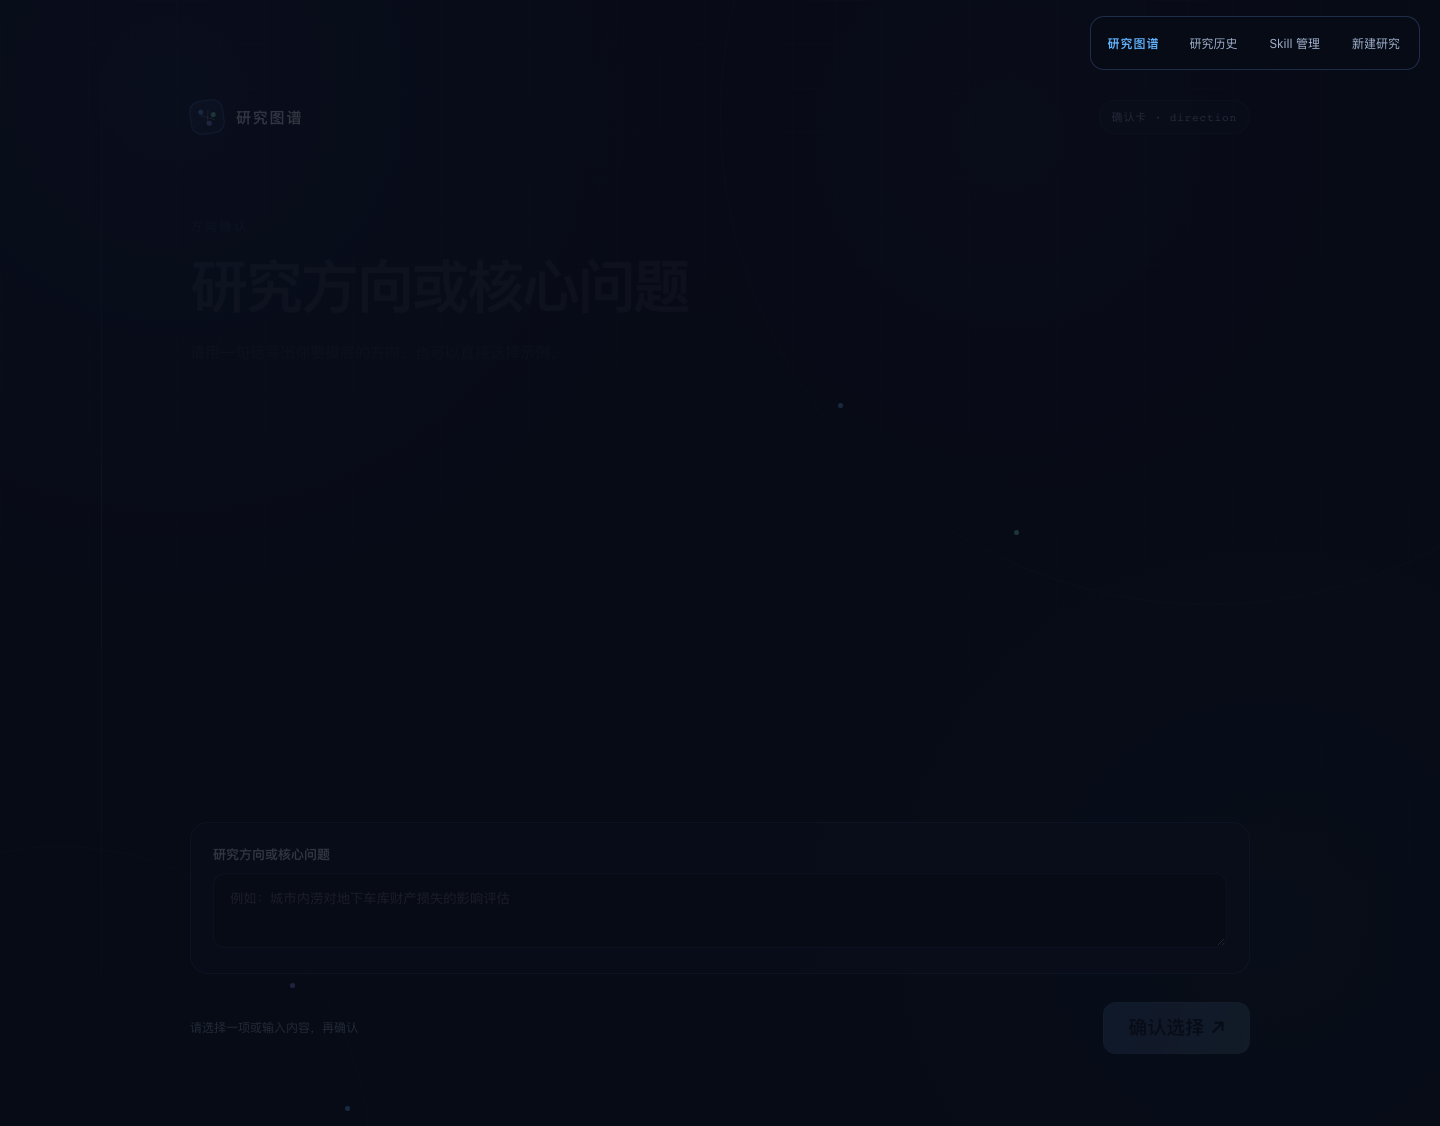 研究图谱 研究历史 Skill 管理 新建研究
研究图谱
确认卡 · direction
研究方向或核心问题
研究方向或核心问题
例如：城市内涝对地下车库财产损失的影响评估
请选择一项或输入内容，再确认
确认选择 ↗